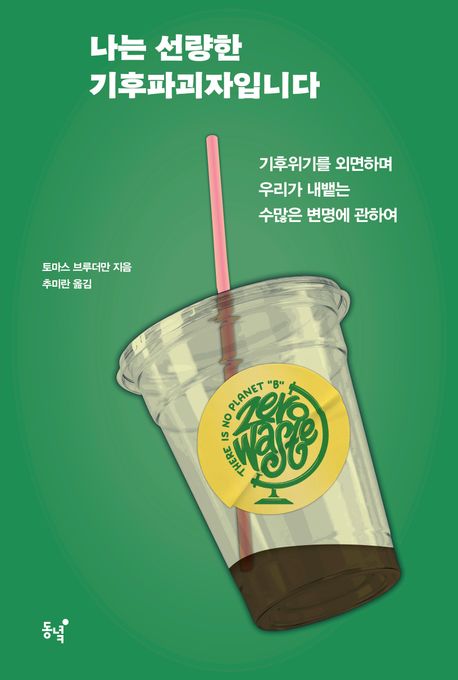 나는 선량한
기후파괴자입니다
기후위기를 외면하며
우리가 내뱉는
수많은 변명에 관하여
토마스 브루더만 지음
추미란 옮김
THERE IS NO PLANET "B"
zero
waste
동녘